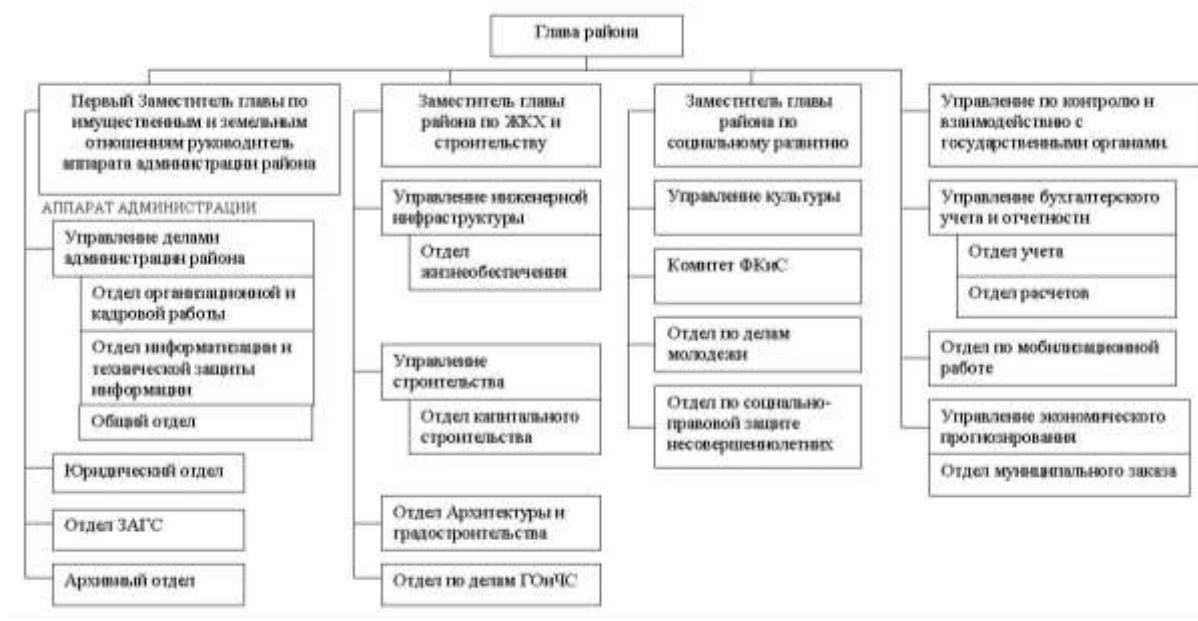 Глава района
Первый Заместитель главы по
имущественным и земельным
отношениям руководитель
аппарата администрации района
АППАРАТ АДМИНИСТРАЦИИ
Управление делами
администрации района
Отдел организационной и
кадровой работы
Отдел информатизации и
технической защиты
информации
Общий отдел
Юридический отдел
Отдел ЗАГС
Архивный отдел
Заместитель главы
района по ЖКХ и
строительству
Управление инженерной
инфраструктуры
Отдел
жизнеобеспечения
Управление
строительства
Отдел капитального
строительства
Отдел Архитектуры и
градостроительства
Отдел по делам ГОиЧС
Заместитель главы
района по
социальному развитию
Управление культуры
Комитет ФКиС
Отдел по делам
молодежи
Отдел по социально-
правовой защите
несовершеннолетних
Управление по контролю и
взаимодействию с
государственными органами.
Управление бухгалтерского
учета и отчетности
Отдел учета
Отдел расчетов
Отдел по мобилизационной
работе
Управление экономического
прогнозирования
Отдел муниципального заказа